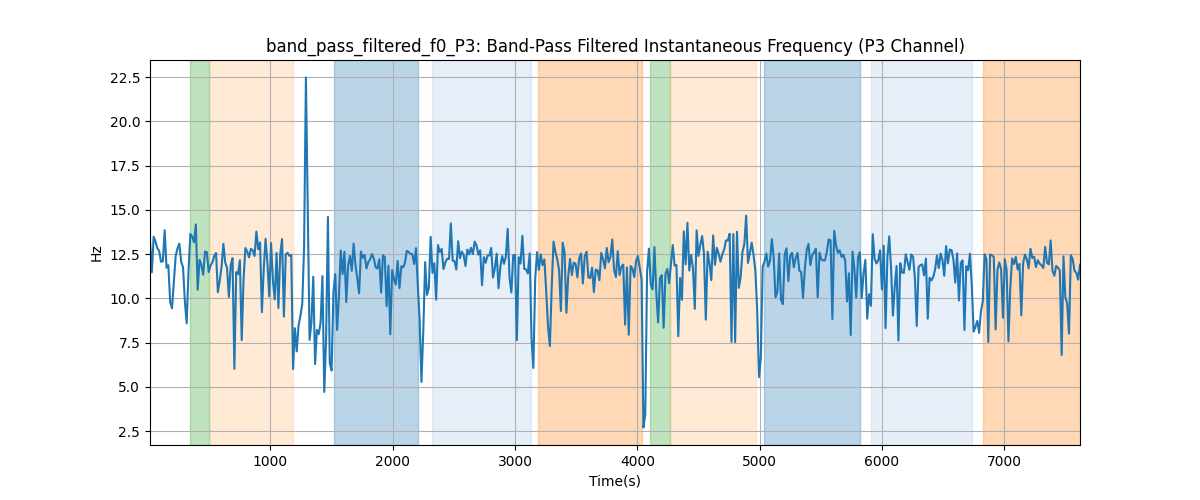 band_pass_filtered_f0_P3: Band-Pass Filtered Instantaneous Frequency (P3 Channel)
22.5
20.0
17.5
15.0
12.5
10.0
7.5
5.0
2.5
Hz
1000 2000 3000 4000 5000 6000 7000
Time(s)